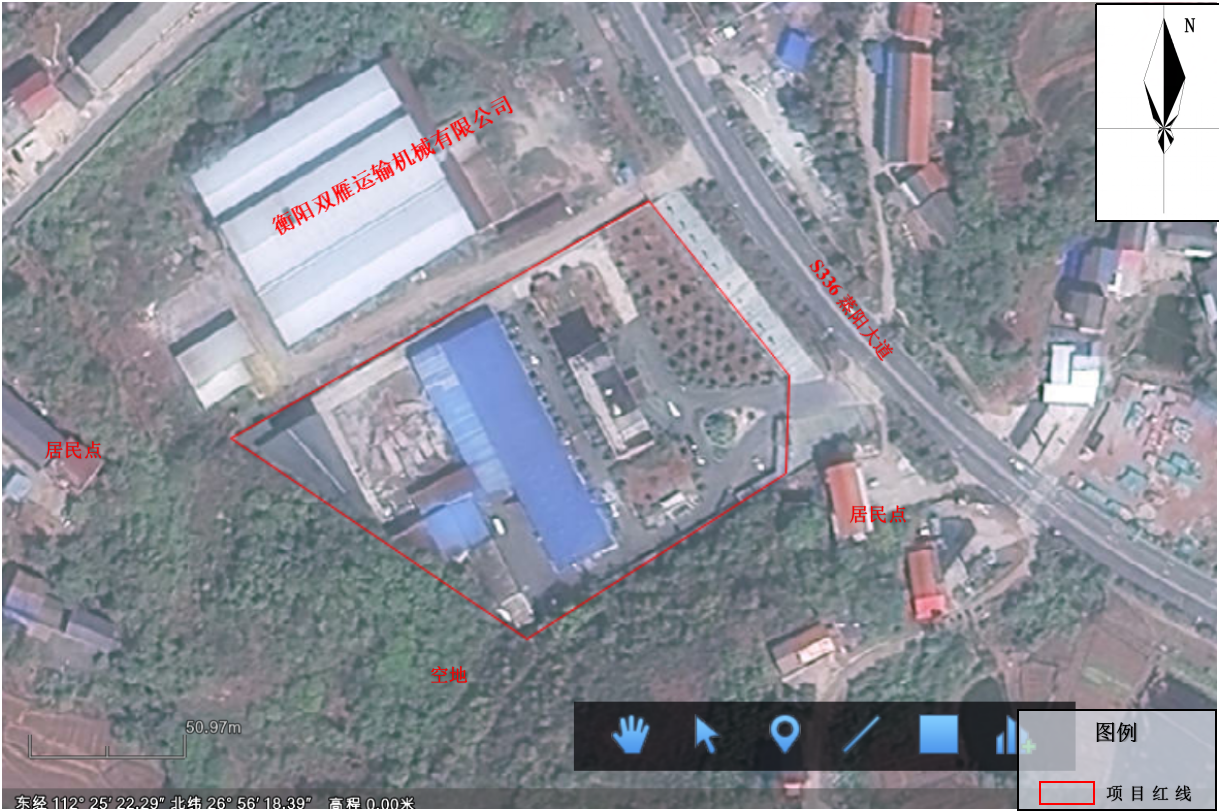 N
衡阳双雁运输机械有限公司
S336 蒸阳大道
居民点
居民点
空地
50.97m
图例
项目红线
东经 112° 25′ 22.29″ 北纬 26° 56′ 18.39″ 高程 0.00米